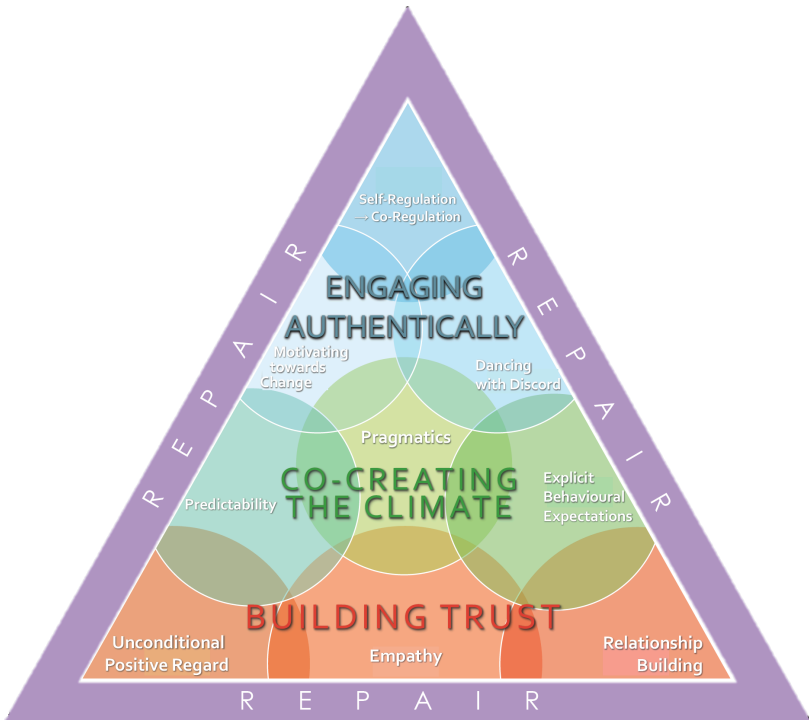 Self-Regulation
→ Co-Regulation
REPAIR
REPAIR
ENGAGING
AUTHENTICALLY
Motivating
towards
Change
Dancing
with Discord
Pragmatics
CO-CREATING
THE CLIMATE
Predictability
Explicit
Behavioural
Expectations
BUILDING TRUST
Unconditional
Positive Regard
Empathy
Relationship
Building
REPAIR